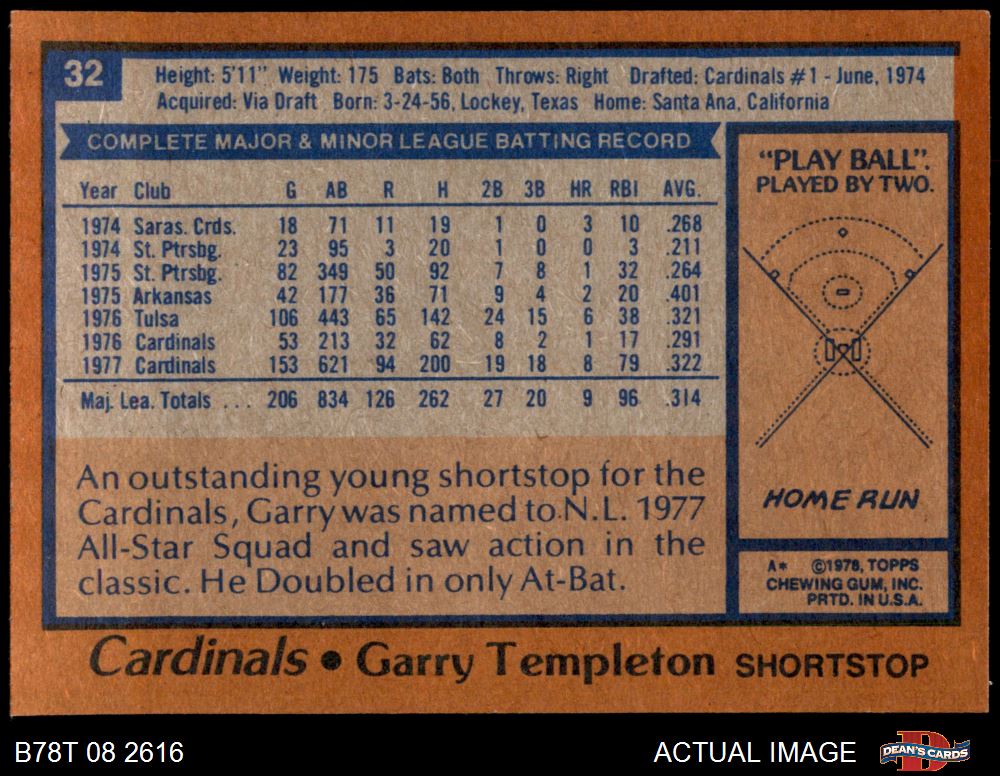 32
Height: 5'11" Weight: 175 Bats: Both Throws: Right Drafted: Cardinals #1 - June, 1974
Acquired: Via Draft Born: 3-24-56, Lockey, Texas Home: Santa Ana, California
COMPLETE MAJOR & MINOR LEAGUE BATTING RECORD
Year Club G AB R H 2B 3B HR RBI AVG.
1974 Saras. Crds. 18 71 11 19 1 0 3 10 .268
1974 St. Ptrsbg. 23 95 3 20 1 0 0 3 .211
1975 St. Ptrsbg. 82 349 50 92 7 8 1 32 .264
1975 Arkansas 42 177 36 71 9 4 2 20 .401
1976 Tulsa 106 443 65 142 24 15 6 38 .321
1976 Cardinals 53 213 32 62 8 2 1 17 .291
1977 Cardinals 153 621 94 200 19 18 8 79 .322
Maj. Lea. Totals ... 206 834 126 262 27 20 9 96 .314
An outstanding young shortstop for the
Cardinals, Garry was named to N.L. 1977
All-Star Squad and saw action in the
classic. He Doubled in only At-Bat.
"PLAY BALL".
PLAYED BY TWO.
HOME RUN
A* ©1978, TOPPS
CHEWING GUM, INC.
PRTD. IN U.S.A.
Cardinals • Garry Templeton SHORTSTOP
B78T 08 2616
ACTUAL IMAGE
DEAN'S CARDS